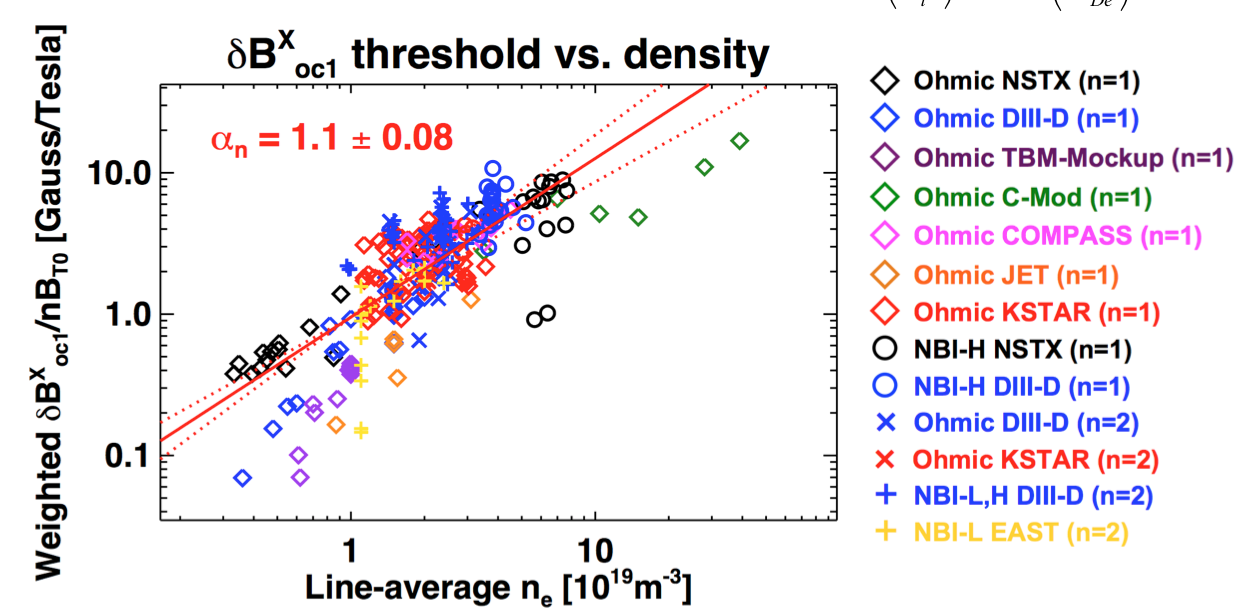 δB^X_oc1 threshold vs. density
α_n = 1.1 ± 0.08
Weighted δB^X_oc1/nB_T0 [Gauss/Tesla]
10.0
1.0
0.1
1
10
Line-average n_e [10^19 m^-3]
Ohmic NSTX (n=1)
Ohmic DIII-D (n=1)
Ohmic TBM-Mockup (n=1)
Ohmic C-Mod (n=1)
Ohmic COMPASS (n=1)
Ohmic JET (n=1)
Ohmic KSTAR (n=1)
NBI-H NSTX (n=1)
NBI-H DIII-D (n=1)
Ohmic DIII-D (n=2)
Ohmic KSTAR (n=2)
NBI-L,H DIII-D (n=2)
NBI-L EAST (n=2)